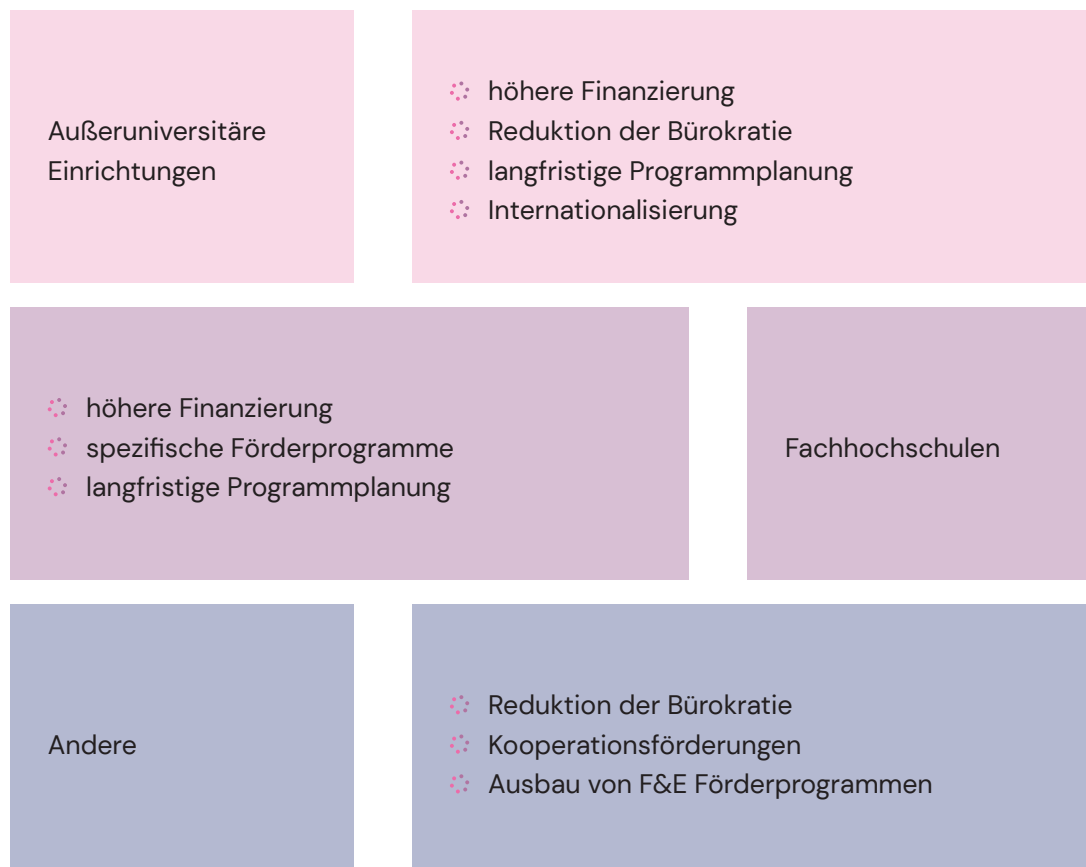 Außeruniversitäre
Einrichtungen
höhere Finanzierung
Reduktion der Bürokratie
langfristige Programmplanung
Internationalisierung
höhere Finanzierung
spezifische Förderprogramme
langfristige Programmplanung
Fachhochschulen
Andere
Reduktion der Bürokratie
Kooperationsförderungen
Ausbau von F&E Förderprogrammen